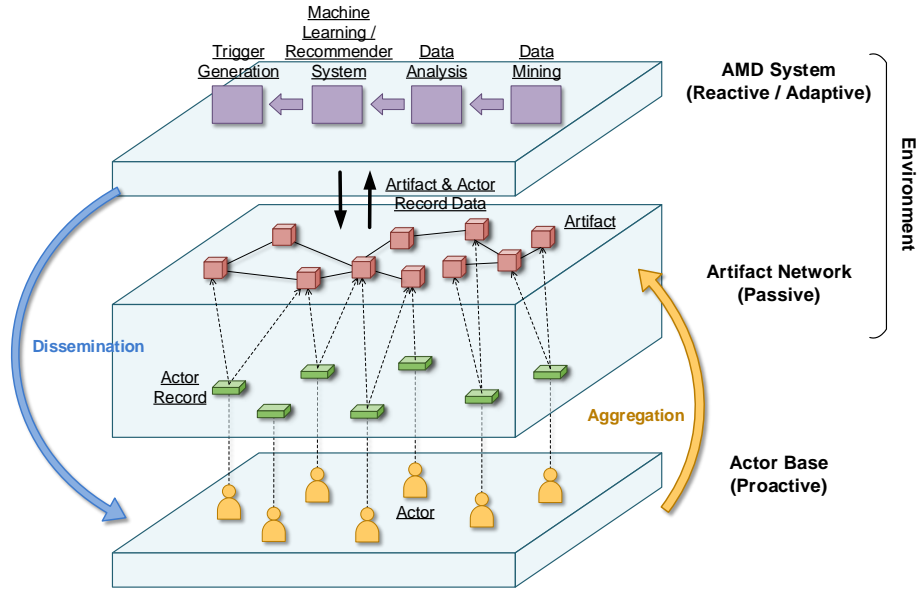 Machine
Learning /
Recommender
System
Trigger
Generation
Data
Analysis
Data
Mining
AMD System
(Reactive / Adaptive)
Environment
Artifact & Actor
Record Data
Artifact
Artifact Network
(Passive)
Dissemination
Actor
Record
Aggregation
Actor Base
(Proactive)
Actor